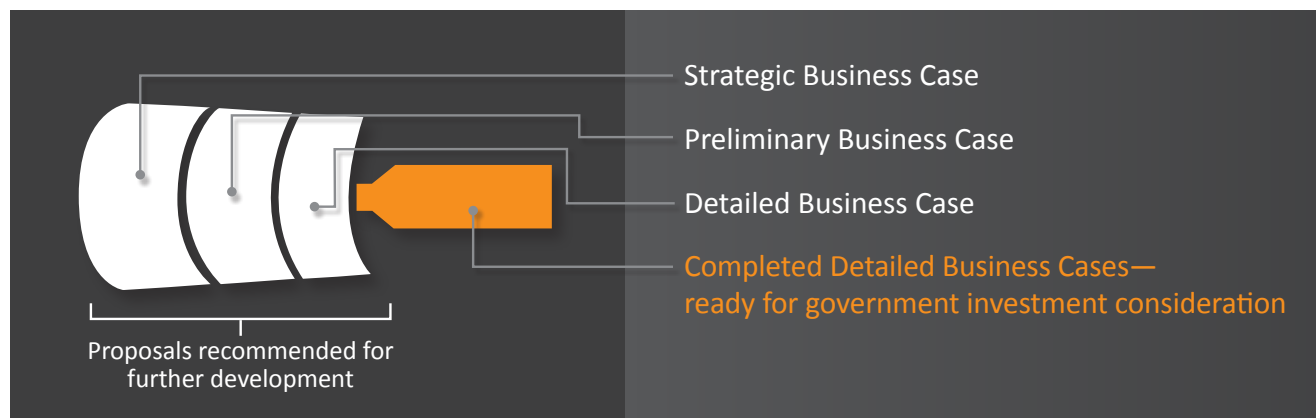 Strategic Business Case
Preliminary Business Case
Detailed Business Case
Completed Detailed Business Cases—
ready for government investment consideration
Proposals recommended for
further development